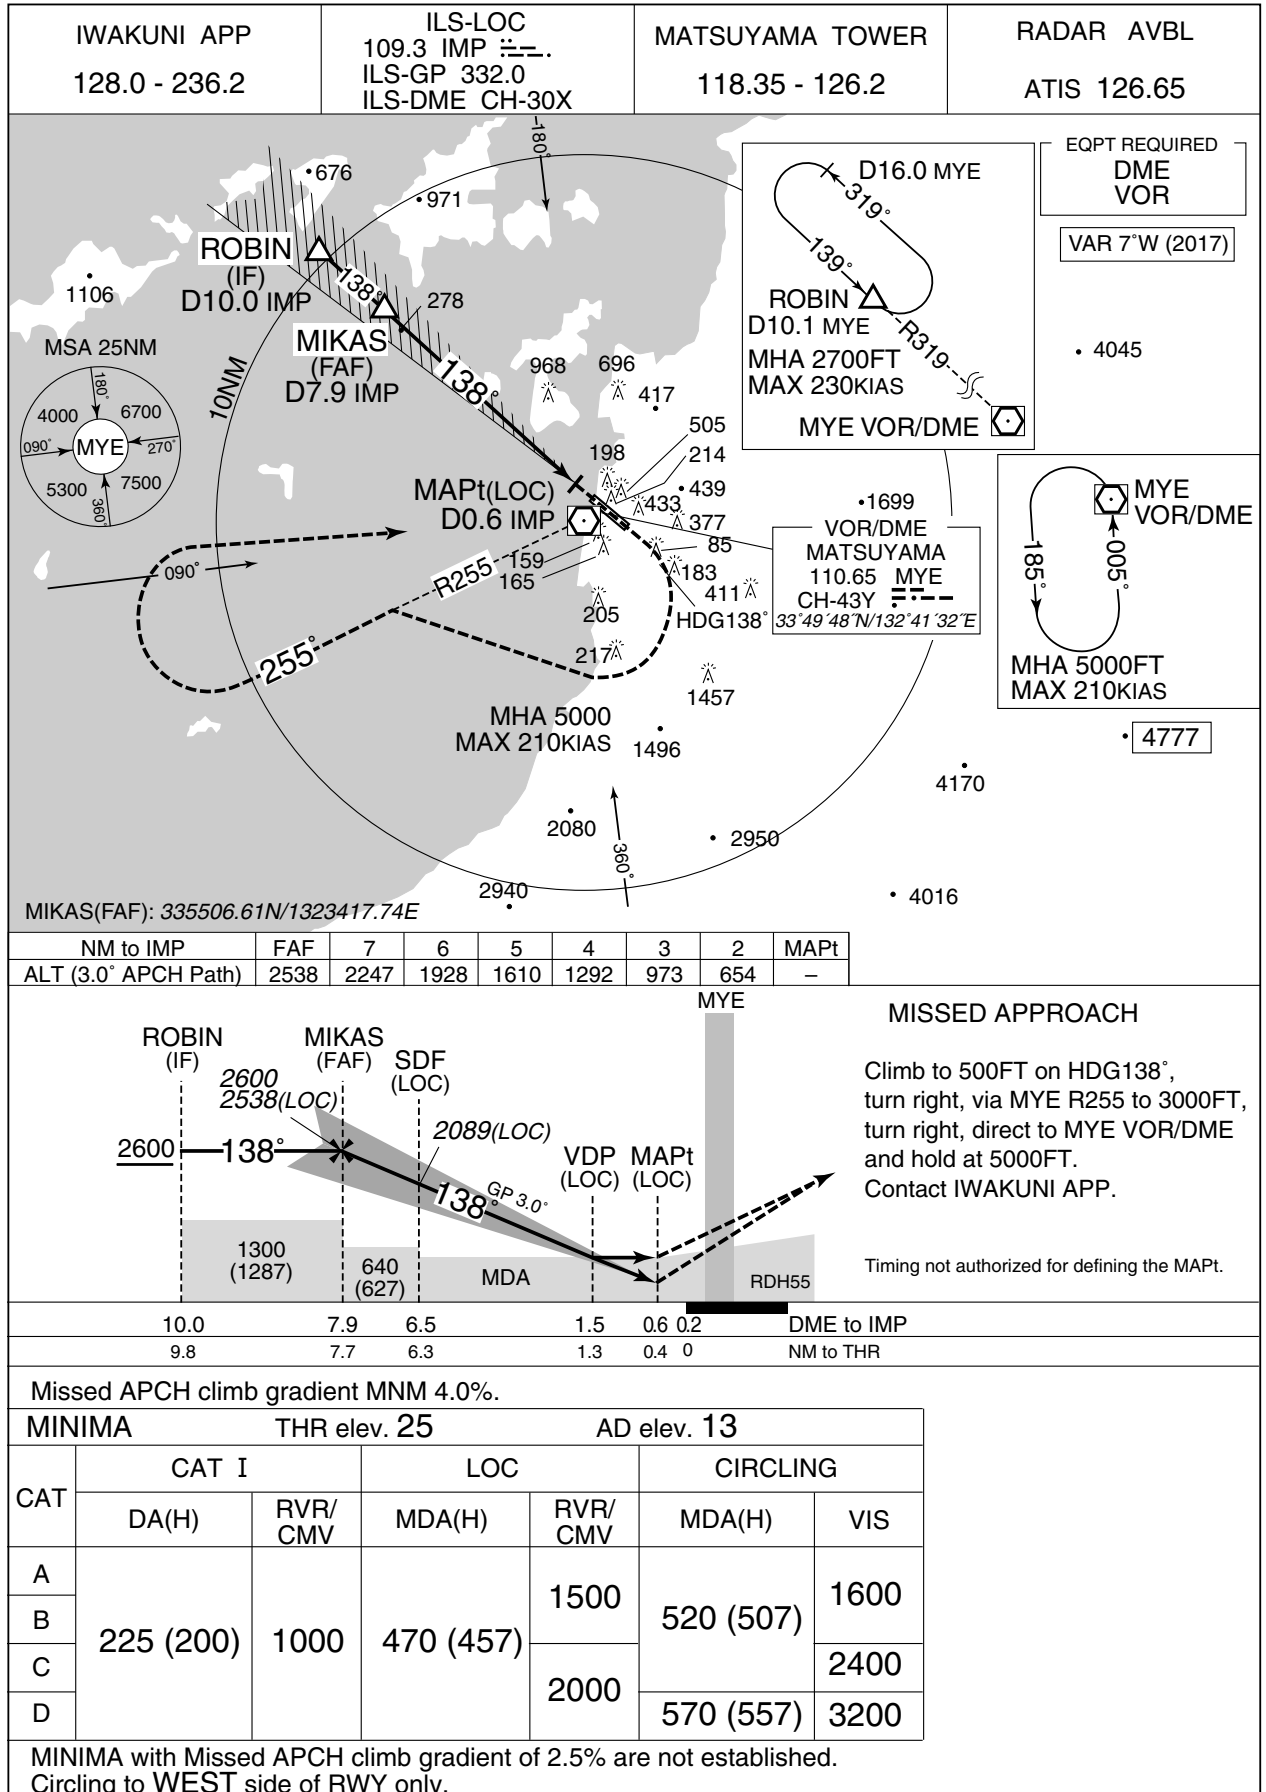 IWAKUNI APP
128.0 - 236.2
ILS-LOC
109.3 IMP
ILS-GP 332.0
ILS-DME CH-30X
MATSUYAMA TOWER
118.35 - 126.2
RADAR AVBL
ATIS 126.65
EQPT REQUIRED
DME
VOR
VAR 7°W (2017)
180°
676
971
1106
ROBIN
(IF)
D10.0 IMP
138°
278
MIKAS
(FAF)
D7.9 IMP
138°
10NM
MSA 25NM
180°
4000
6700
090°
MYE
270°
5300
7500
360°
D16.0 MYE
319°
139°
ROBIN
D10.1 MYE
R319
MHA 2700FT
MAX 230KIAS
MYE VOR/DME
4045
968
696
417
505
198
214
439
433
377
MAPt(LOC)
D0.6 IMP
1699
85
159
165
183
411
205
217
HDG138°
R255
090°
255°
VOR/DME
MATSUYAMA
110.65 MYE
CH-43Y
33°49´48˝N/132°41´32˝E
MYE
VOR/DME
185°
005°
MHA 5000FT
MAX 210KIAS
1457
MHA 5000
MAX 210KIAS
1496
4777
4170
2080
2950
360°
2940
4016
MIKAS(FAF): 335506.61N/1323417.74E
NM to IMP FAF 7 6 5 4 3 2 MAPt
ALT (3.0° APCH Path) 2538 2247 1928 1610 1292 973 654 –
MYE
ROBIN
(IF)
MIKAS
(FAF)
SDF
(LOC)
2600
2538(LOC)
2089(LOC)
2600
138°
138°
GP 3.0°
VDP
(LOC)
MAPt
(LOC)
1300
(1287)
640
(627)
MDA
RDH55
MISSED APPROACH
Climb to 500FT on HDG138°,
turn right, via MYE R255 to 3000FT,
turn right, direct to MYE VOR/DME
and hold at 5000FT.
Contact IWAKUNI APP.
Timing not authorized for defining the MAPt.
10.0 7.9 6.5 1.5 0.6 0.2 DME to IMP
9.8 7.7 6.3 1.3 0.4 0 NM to THR
Missed APCH climb gradient MNM 4.0%.
MINIMA THR elev. 25 AD elev. 13
CAT
CAT I LOC CIRCLING
DA(H) RVR/CMV MDA(H) RVR/CMV MDA(H) VIS
A
B
C
D
225 (200)
1000
470 (457)
1500
2000
520 (507)
570 (557)
1600
2400
3200
MINIMA with Missed APCH climb gradient of 2.5% are not established.
Circling to WEST side of RWY only.